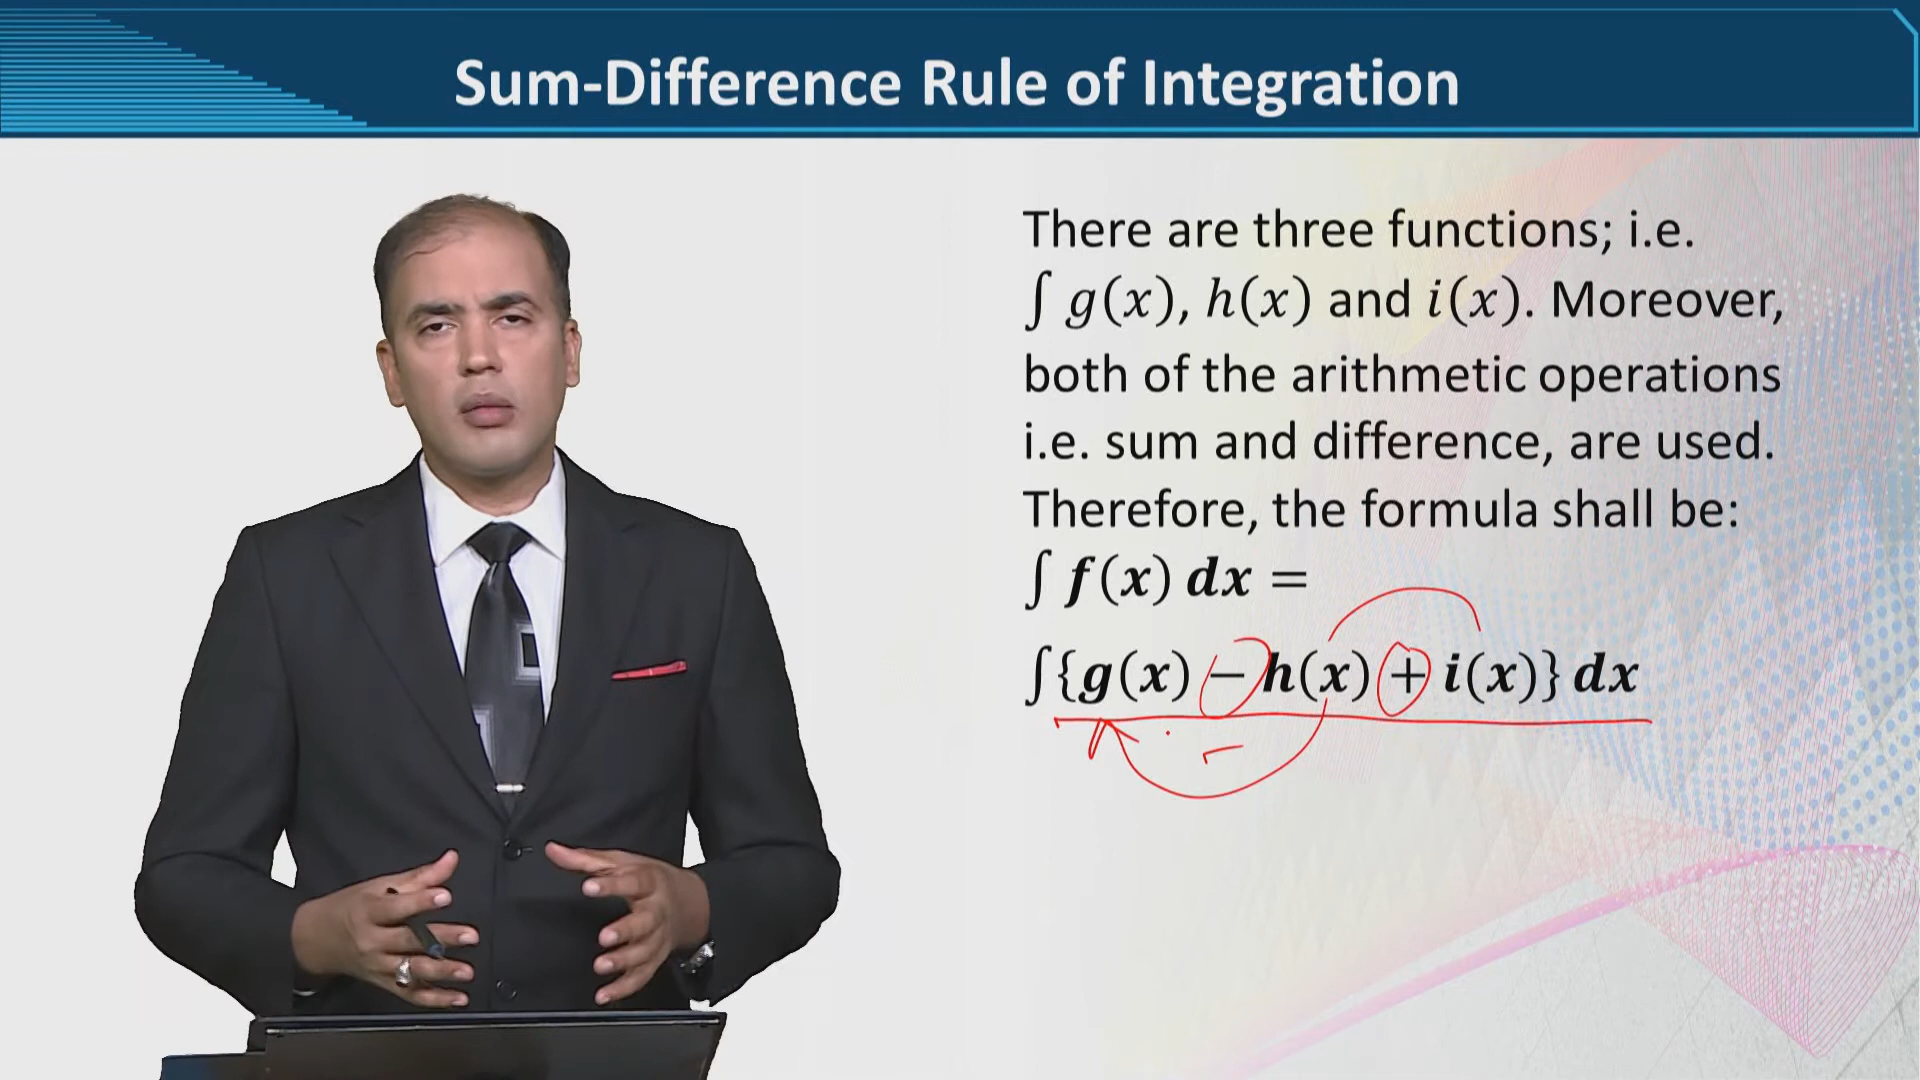 Sum-Difference Rule of Integration
There are three functions; i.e.
∫ g(x), h(x) and i(x). Moreover,
both of the arithmetic operations
i.e. sum and difference, are used.
Therefore, the formula shall be:
∫ f(x) dx =
∫{g(x) − h(x) + i(x)} dx